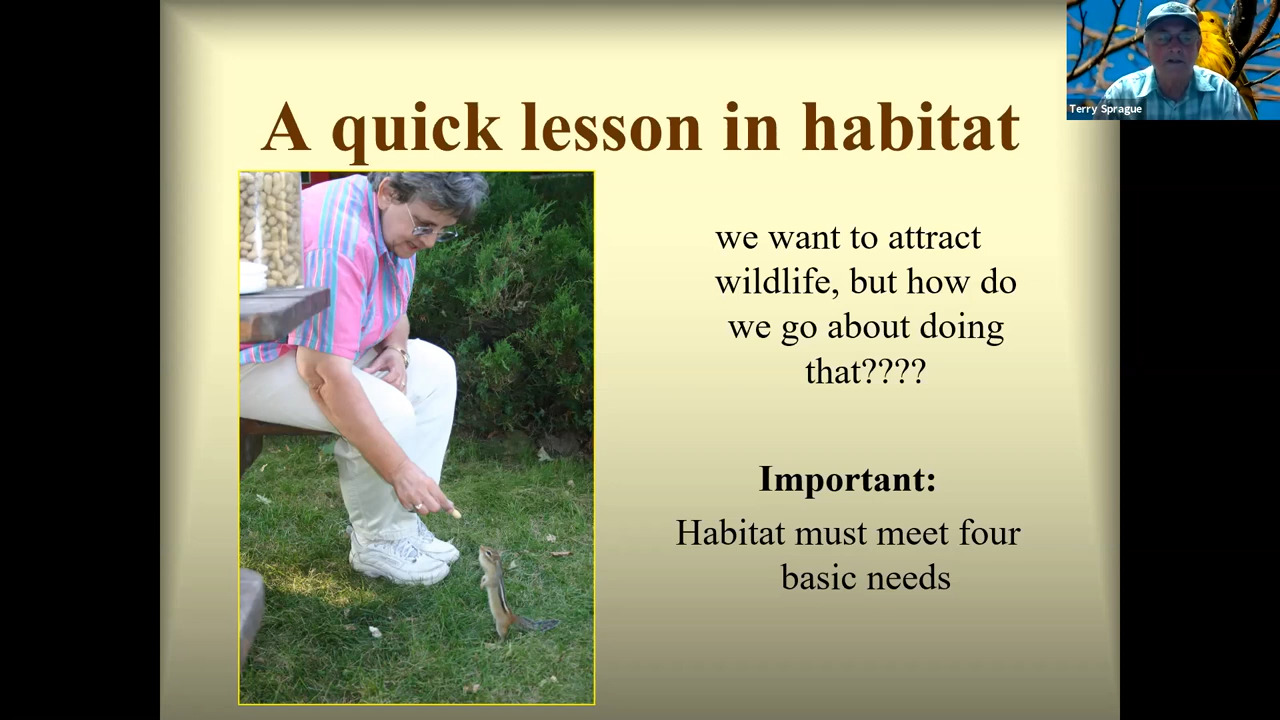 Terry Sprague
A quick lesson in habitat
we want to attract
wildlife, but how do
we go about doing
that????
Important:
Habitat must meet four
basic needs